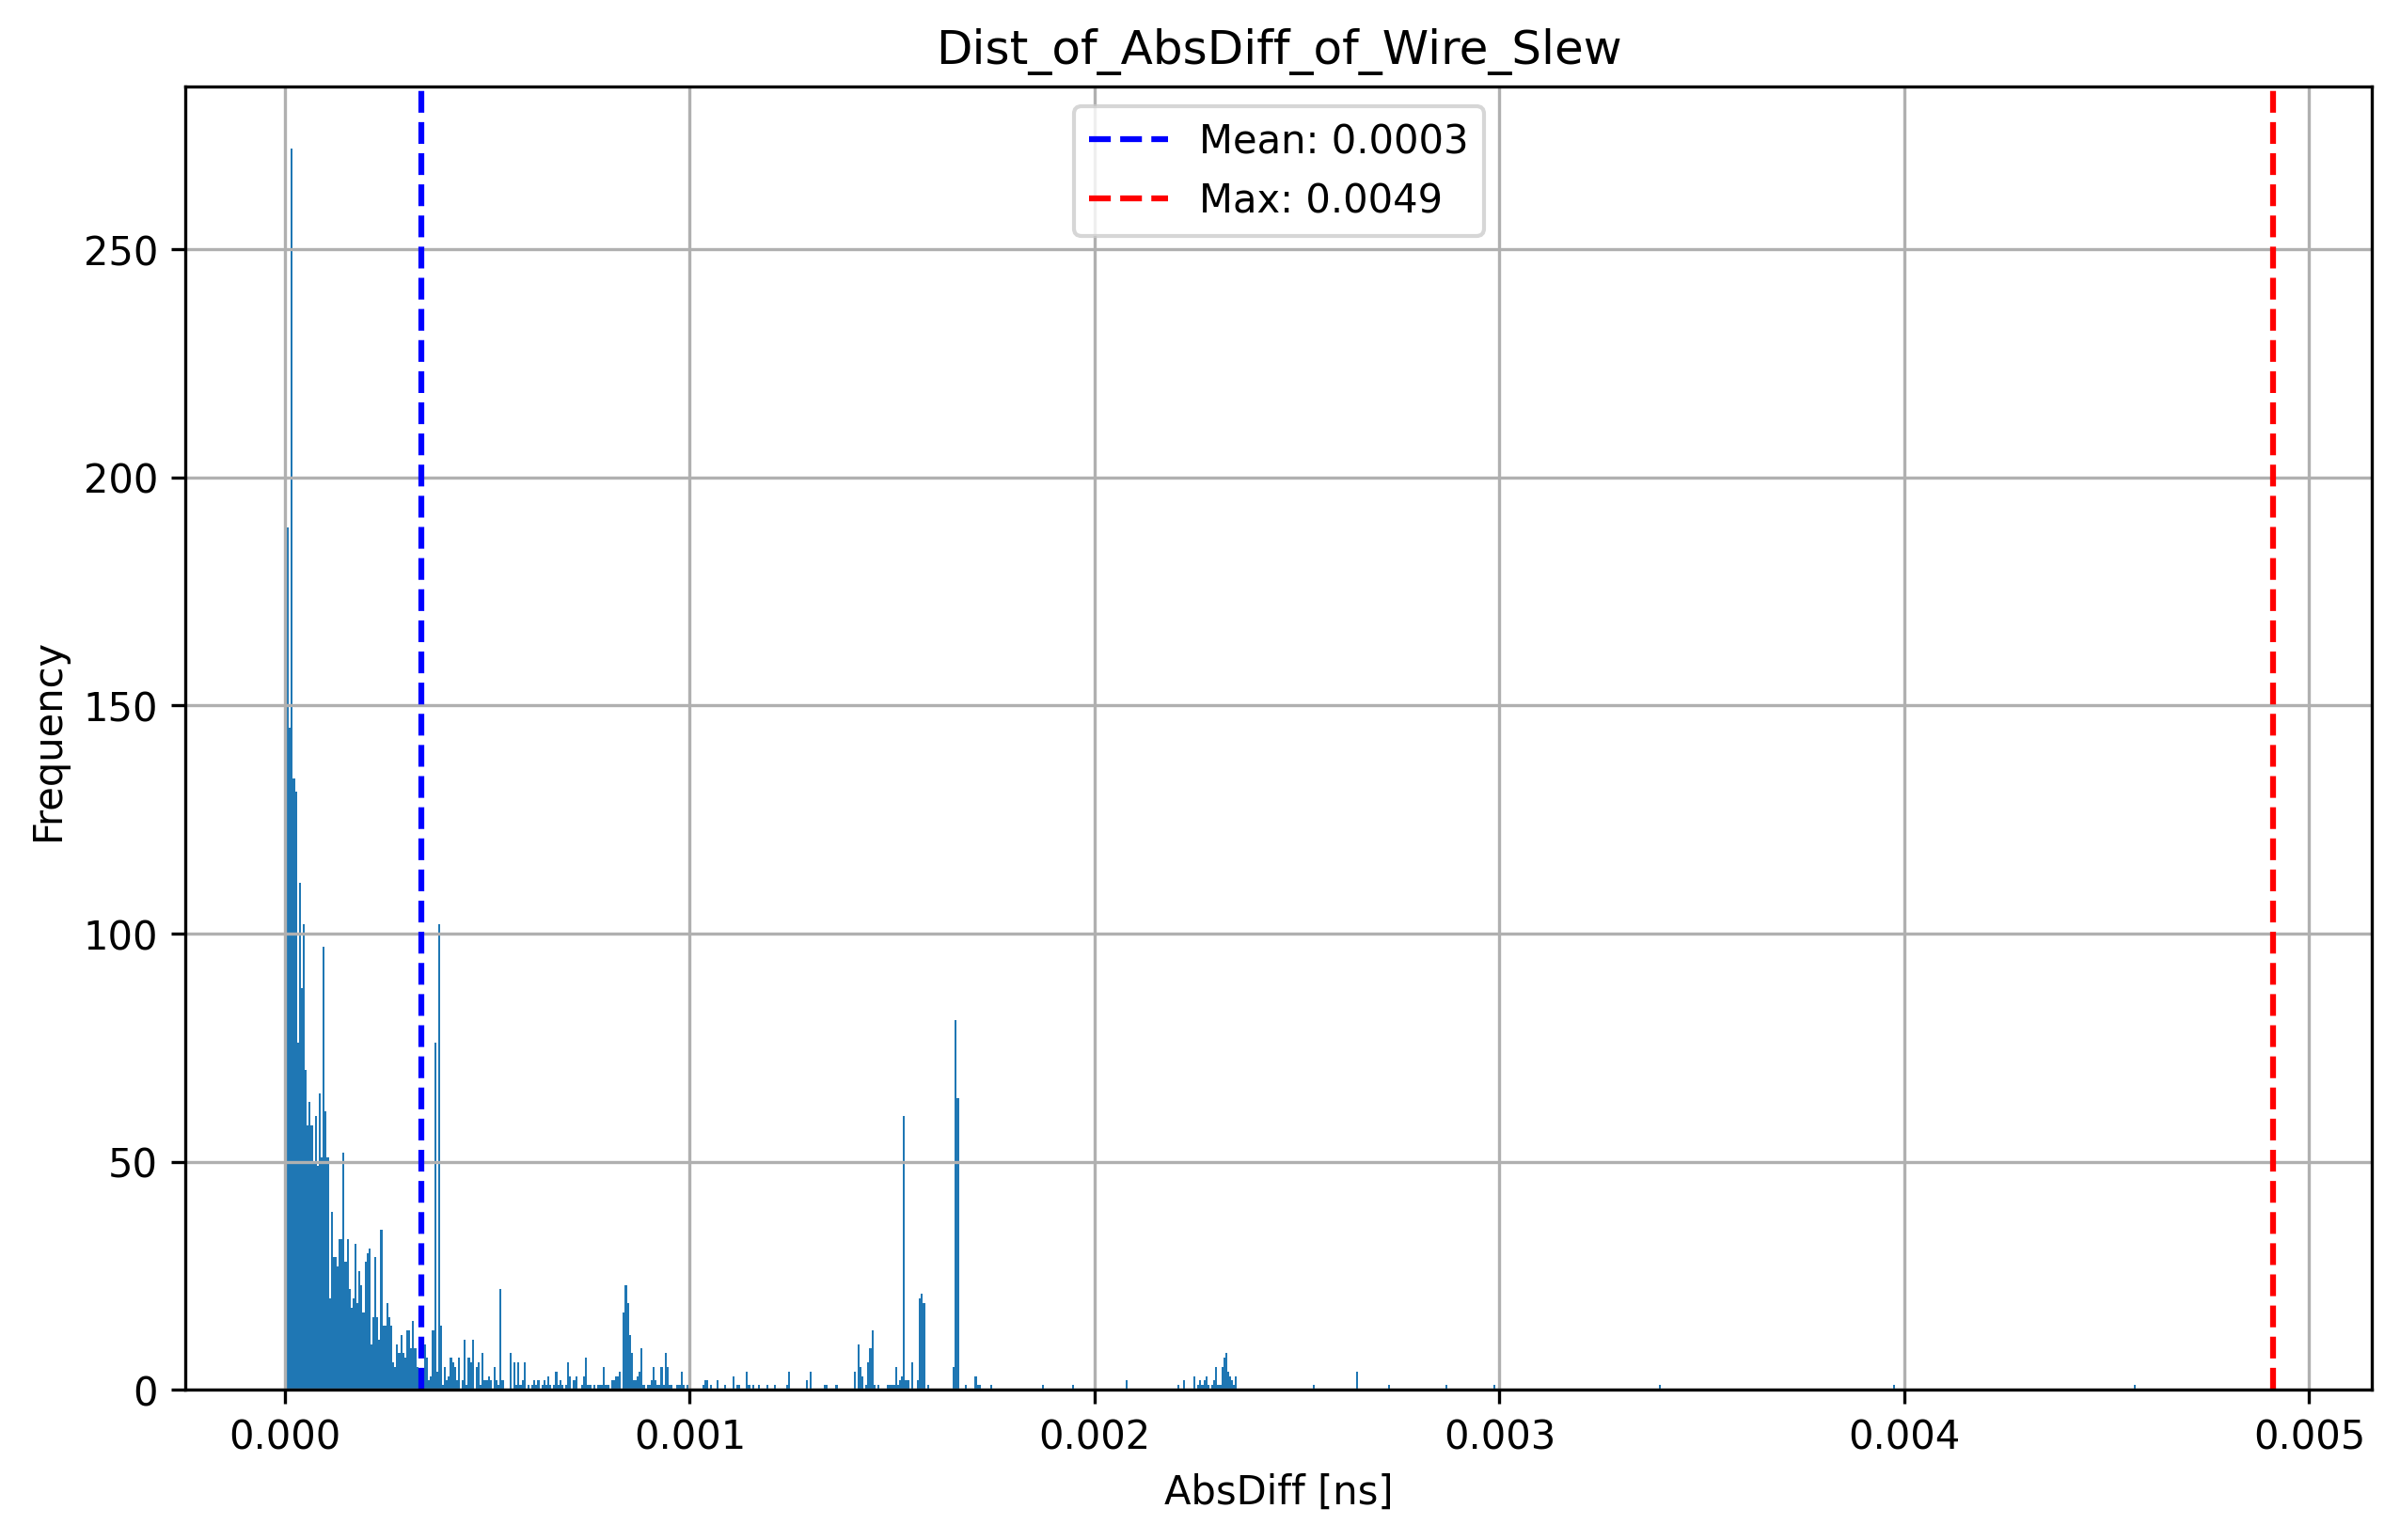 Dist_of_AbsDiff_of_Wire_Slew
Mean: 0.0003
Max: 0.0049
Frequency
250
200
150
100
50
0
0.000 0.001 0.002 0.003 0.004 0.005
AbsDiff [ns]